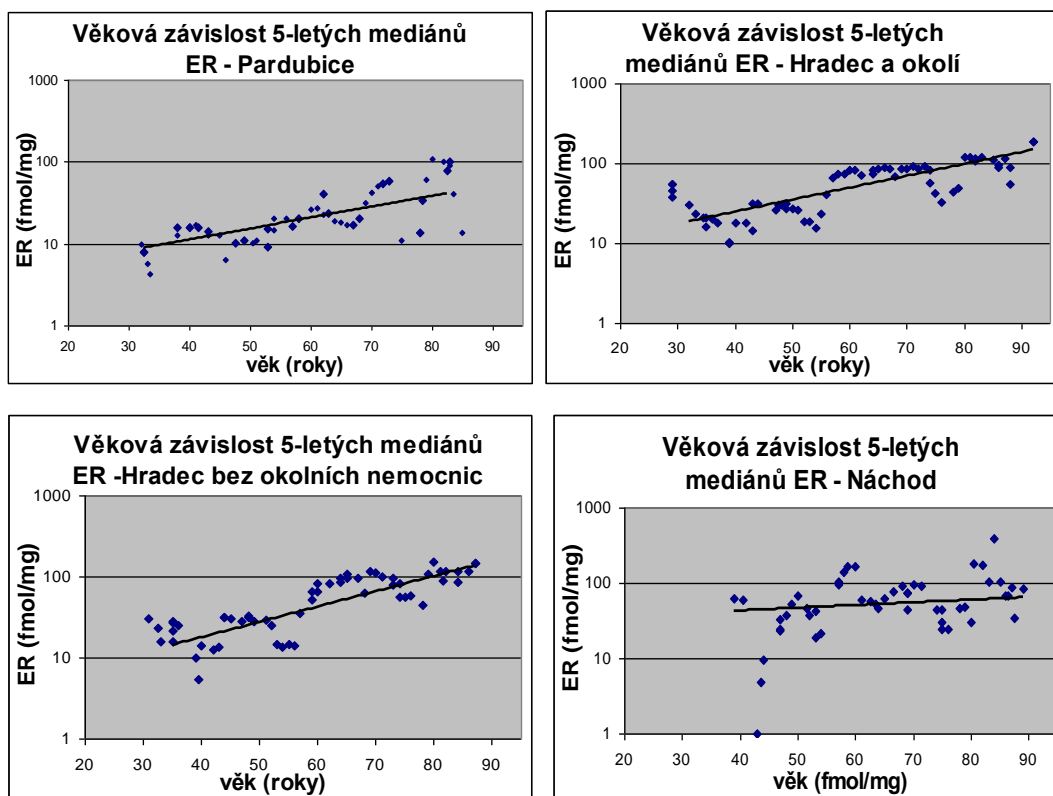 Věková závislost 5-letých mediánů
ER - Pardubice
ER (fmol/mg)
1000
100
10
1
20 30 40 50 60 70 80 90
věk (roky)
Věková závislost 5-letých
mediánů ER - Hradec a okolí
ER (fmol/mg)
1000
100
10
1
20 30 40 50 60 70 80 90
věk (roky)
Věková závislost 5-letých mediánů
ER -Hradec bez okolních nemocnic
ER (fmol/mg)
1000
100
10
1
20 30 40 50 60 70 80 90
věk (roky)
Věková závislost 5-letých
mediánů ER - Náchod
ER (fmol/mg)
1000
100
10
1
20 30 40 50 60 70 80 90
věk (fmol/mg)